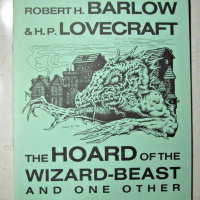 ROBERT H. BARLOW
& H.P. LOVECRAFT
THE HOARD OF THE
WIZARD-BEAST
AND ONE OTHER